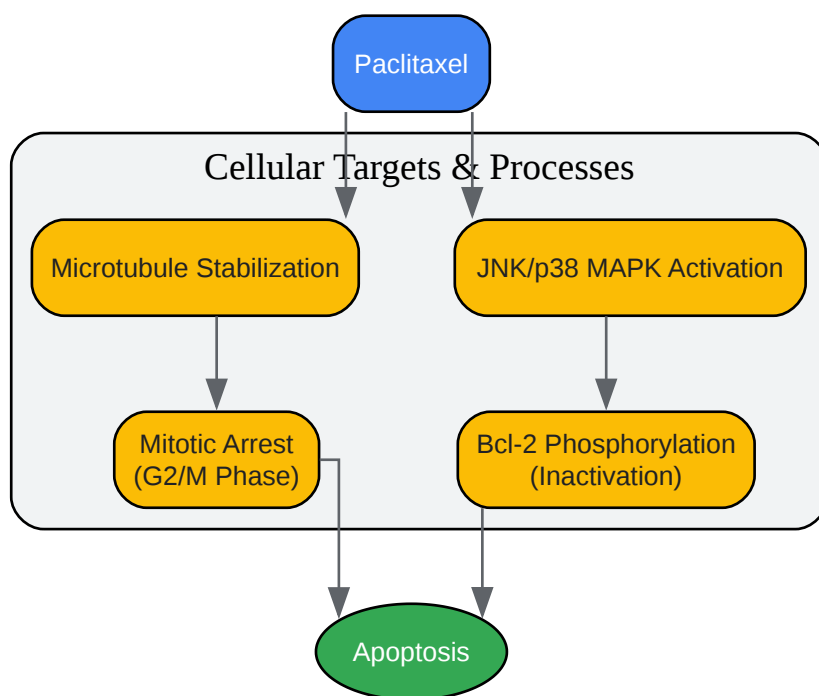 Paclitaxel
Cellular Targets & Processes
Microtubule Stabilization
JNK/p38 MAPK Activation
Mitotic Arrest
(G2/M Phase)
Bcl-2 Phosphorylation
(Inactivation)
Apoptosis